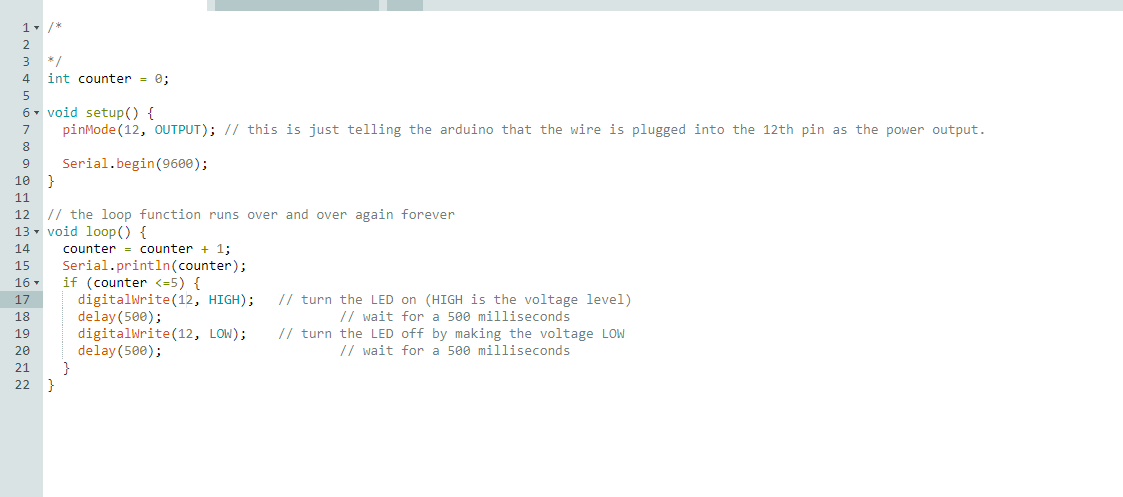 1 /*
2
3 */
4 int counter = 0;
5
6 void setup() {
7   pinMode(12, OUTPUT); // this is just telling the arduino that the wire is plugged into the 12th pin as the power output.
8
9   Serial.begin(9600);
10 }
11
12 // the loop function runs over and over again forever
13 void loop() {
14   counter = counter + 1;
15   Serial.println(counter);
16   if (counter <=5) {
17     digitalWrite(12, HIGH);   // turn the LED on (HIGH is the voltage level)
18     delay(500);                       // wait for a 500 milliseconds
19     digitalWrite(12, LOW);    // turn the LED off by making the voltage LOW
20     delay(500);                       // wait for a 500 milliseconds
21   }
22 }